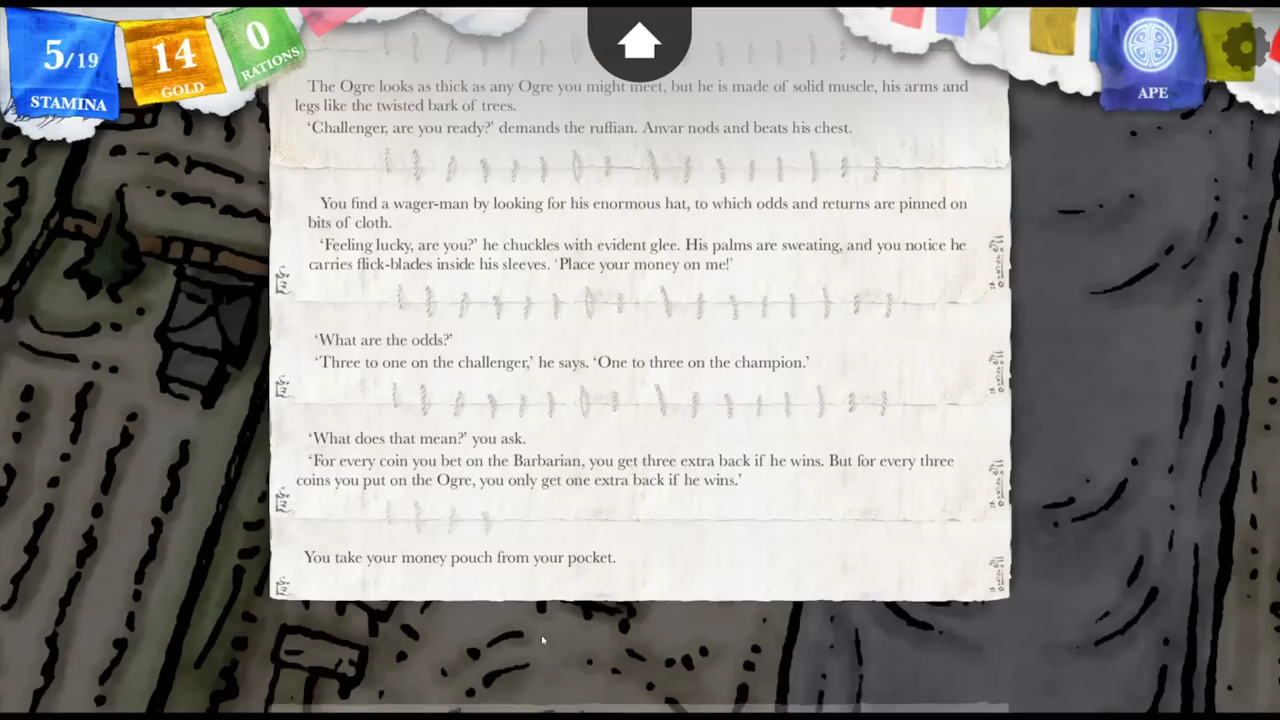 5/19
STAMINA
14
GOLD
0
RATIONS
APE
The Ogre looks as thick as any Ogre you might meet, but he is made of solid muscle, his arms and
legs like the twisted bark of trees.
‘Challenger, are you ready?’ demands the ruffian. Anvar nods and beats his chest.
You find a wager-man by looking for his enormous hat, to which odds and returns are pinned on
bits of cloth.
‘Feeling lucky, are you?’ he chuckles with evident glee. His palms are sweating, and you notice he
carries flick-blades inside his sleeves. ‘Place your money on me!’
‘What are the odds?’
‘Three to one on the challenger,’ he says. ‘One to three on the champion.’
‘What does that mean?’ you ask.
‘For every coin you bet on the Barbarian, you get three extra back if he wins. But for every three
coins you put on the Ogre, you only get one extra back if he wins.’
You take your money pouch from your pocket.